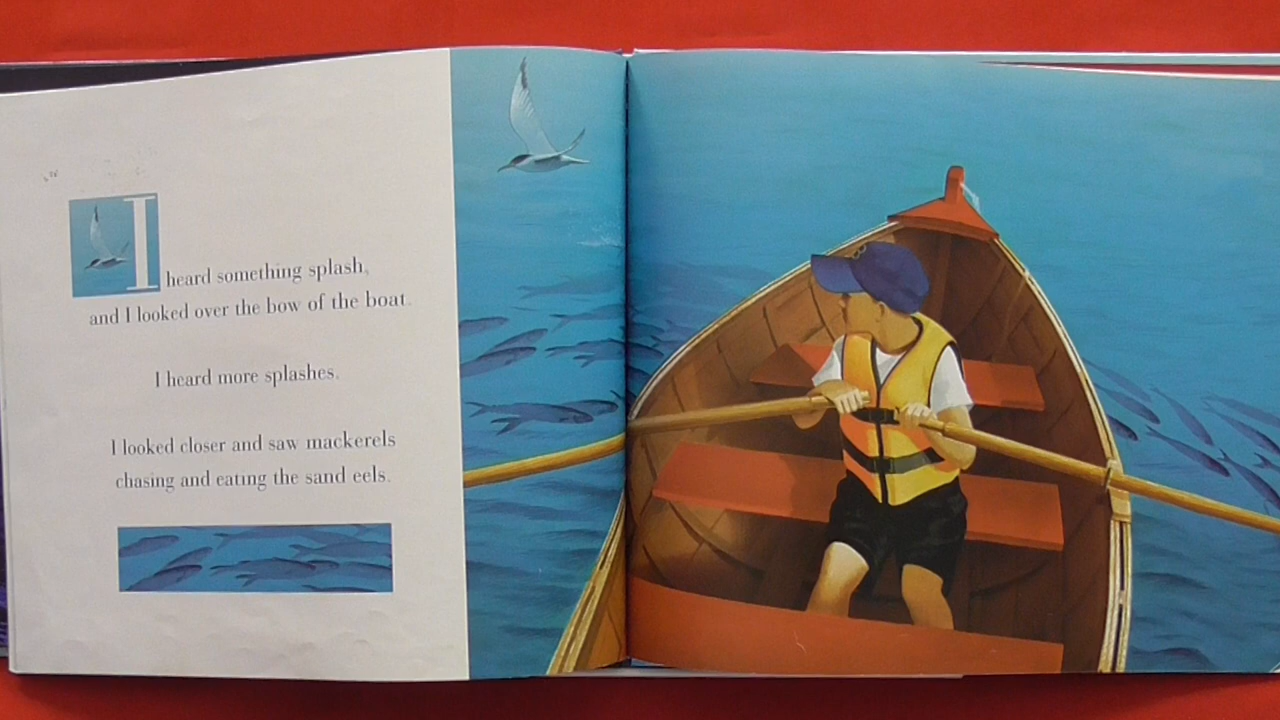 I heard something splash,
and I looked over the bow of the boat.
I heard more splashes.
I looked closer and saw mackerels
chasing and eating the sand eels.